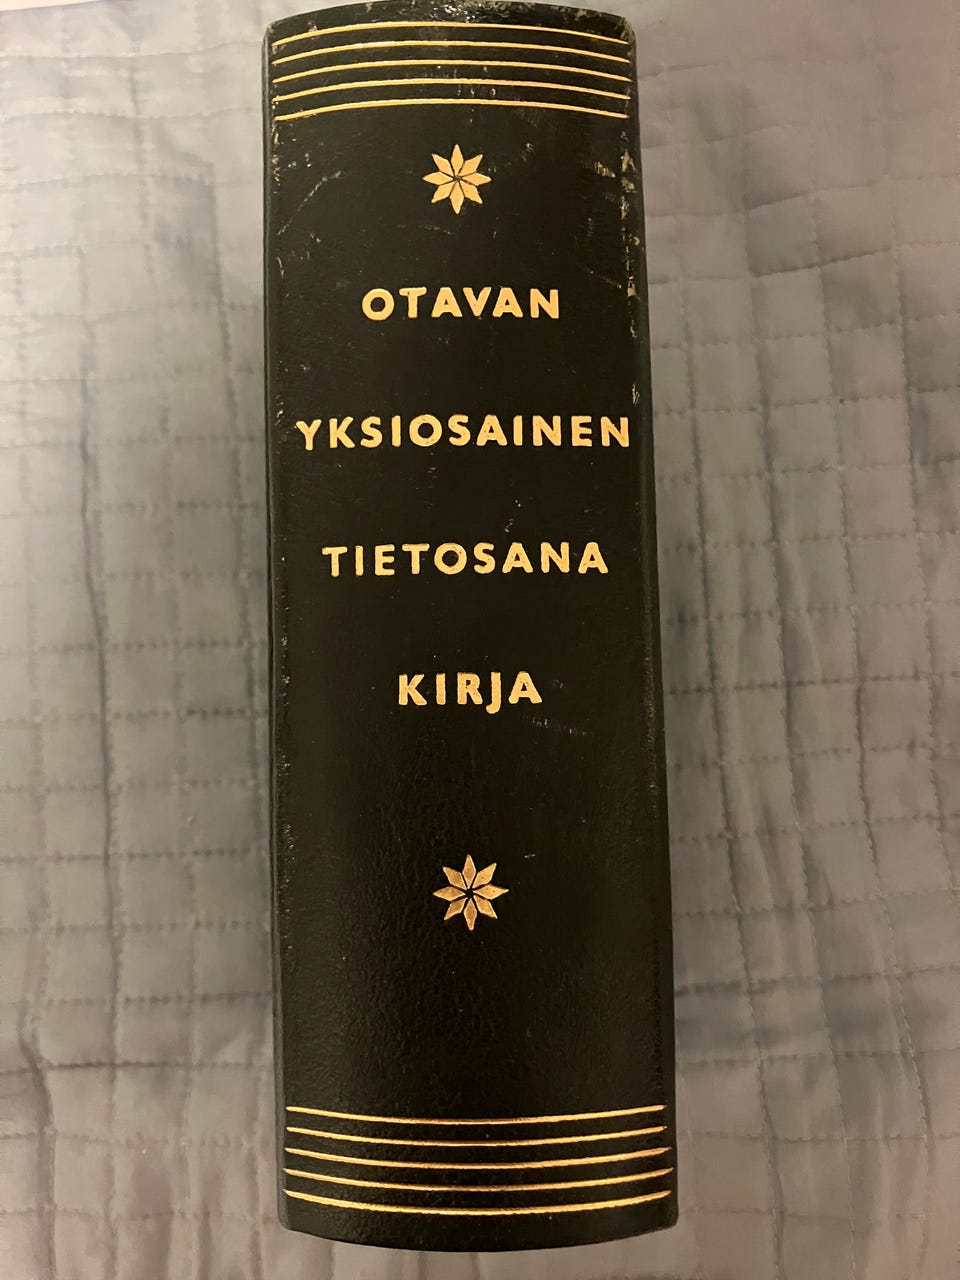 OTAVAN
YKSIOSAINEN
TIETOSANA
KIRJA